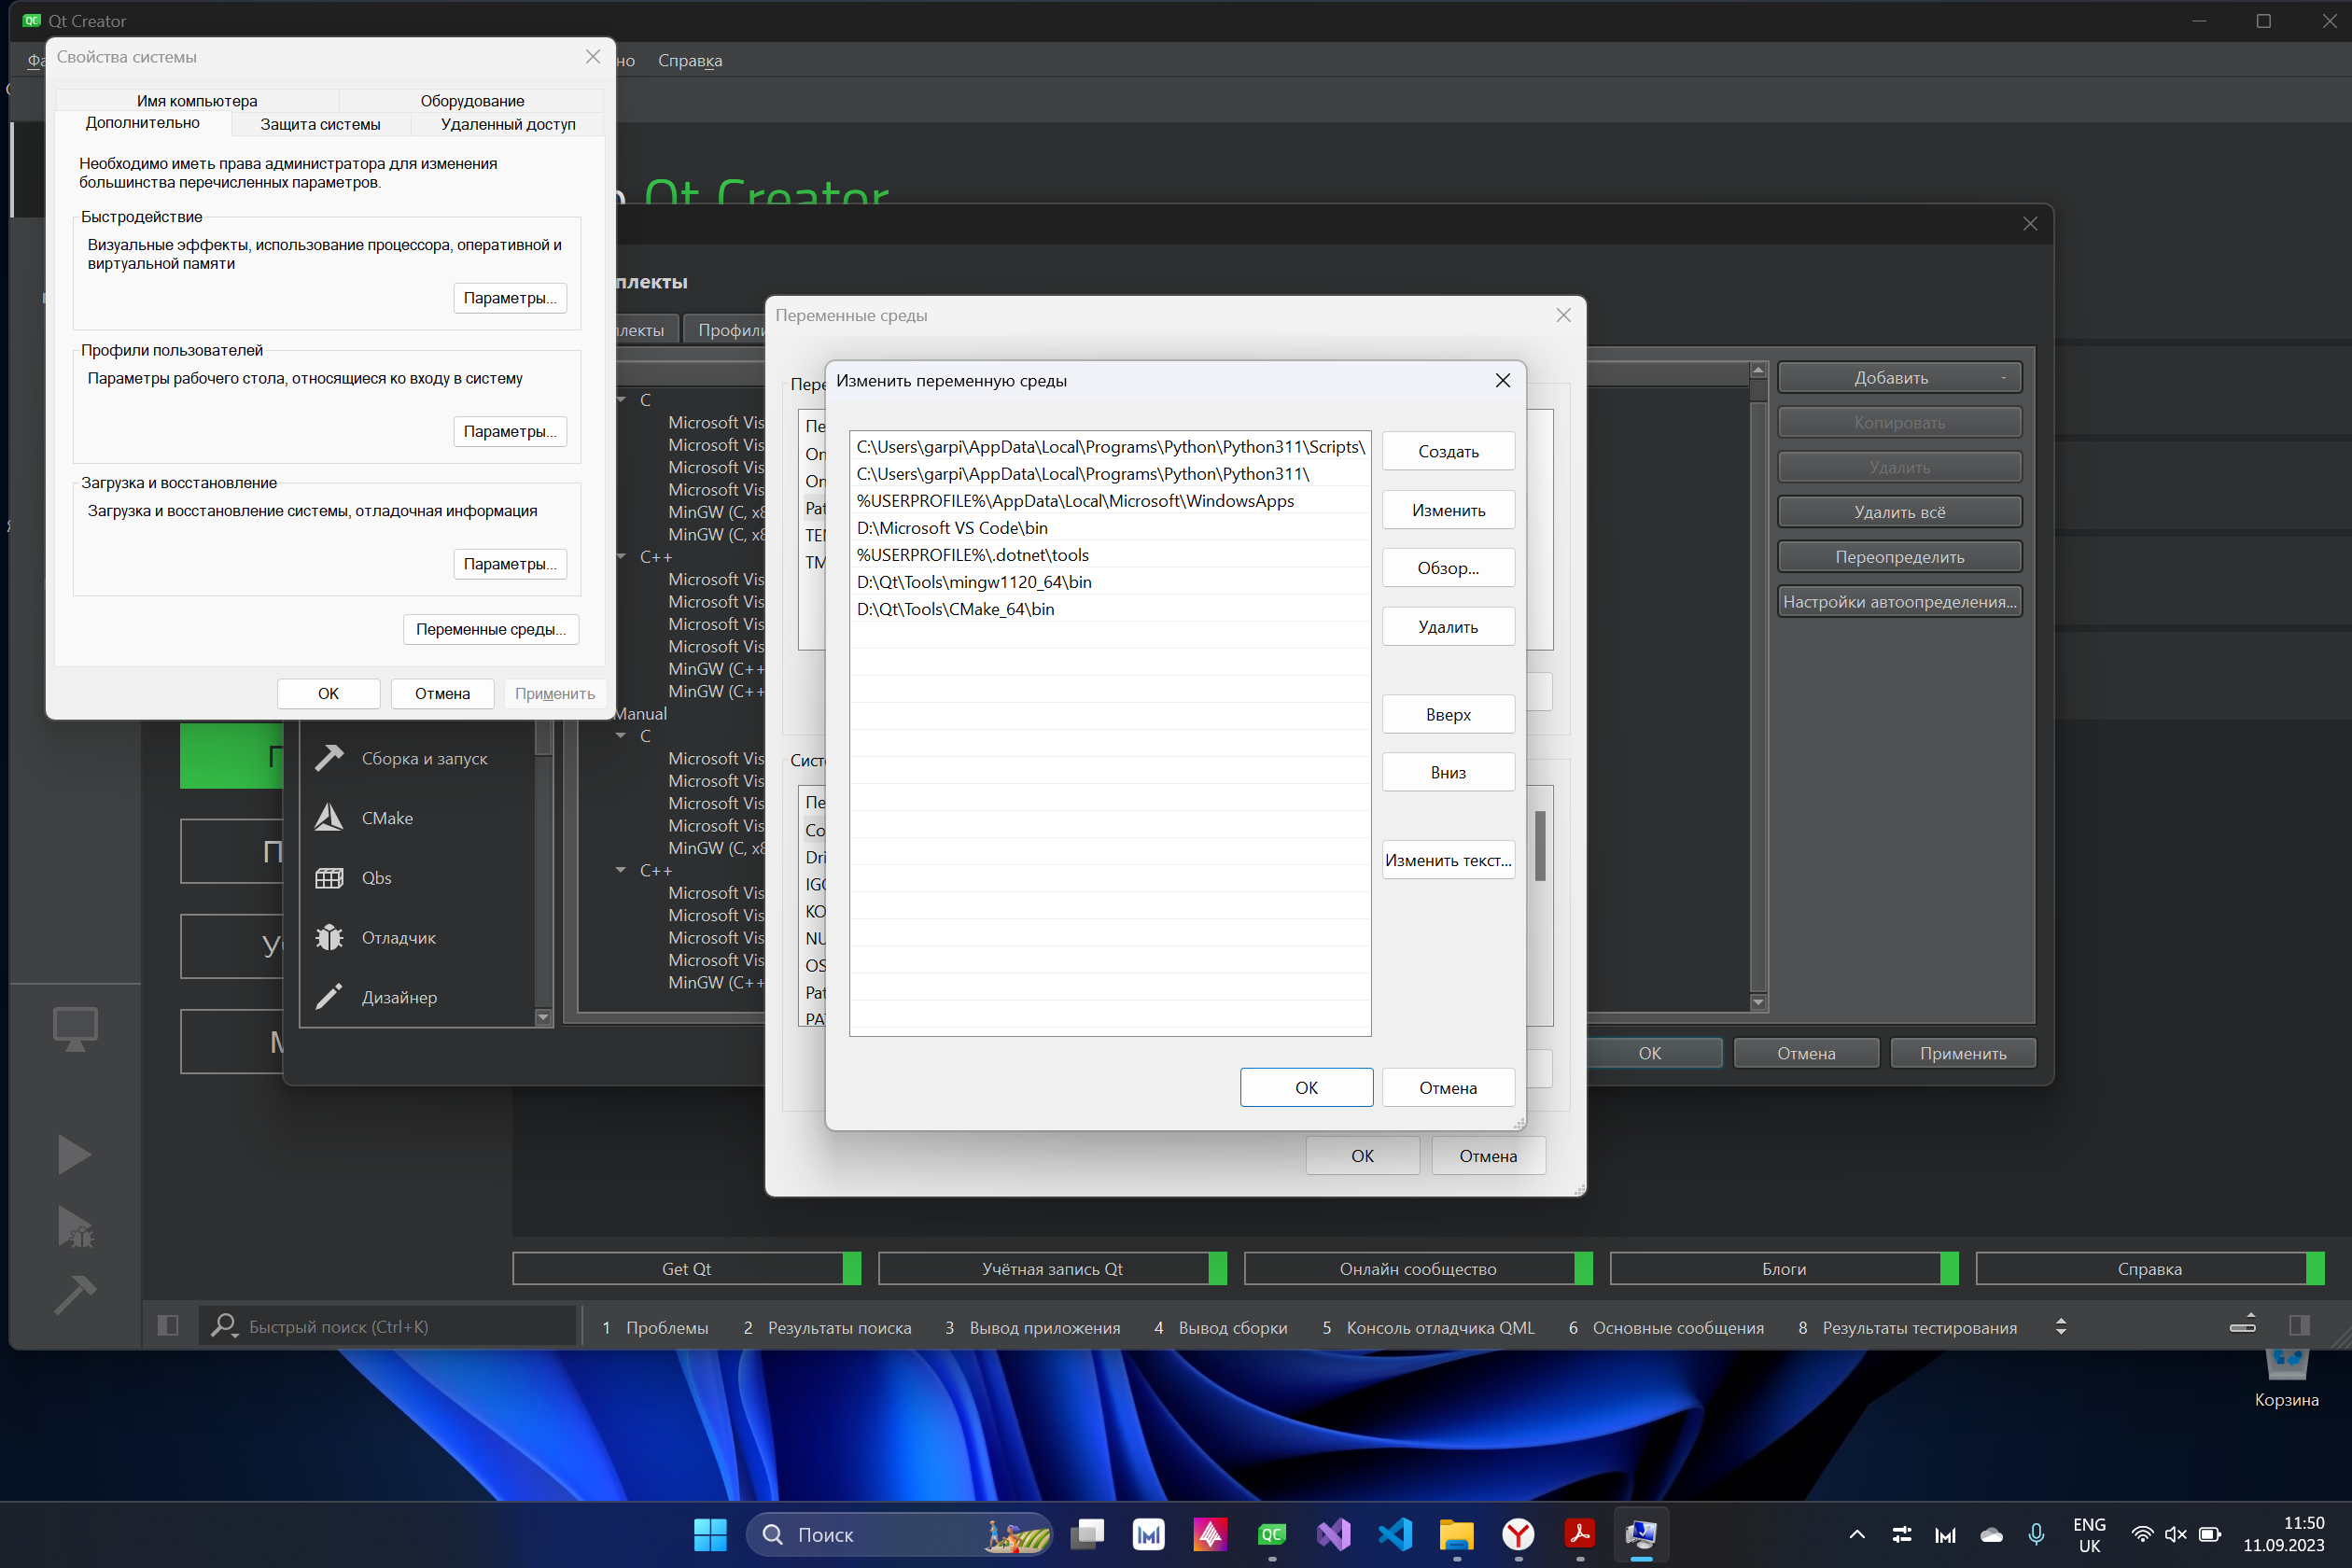 Qt Creator
Свойства системы
но Справка
Имя компьютера
Оборудование
Дополнительно
Защита системы
Удаленный доступ
Необходимо иметь права администратора для изменения
большинства перечисленных параметров.
Быстродействие
Визуальные эффекты, использование процессора, оперативной и
виртуальной памяти
Параметры...
Профили пользователей
Параметры рабочего стола, относящиеся ко входу в систему
Параметры...
Загрузка и восстановление
Загрузка и восстановление системы, отладочная информация
Параметры...
Переменные среды...
ОК
Отмена
Применить
Qt Creator
плекты
лекты
Профили
C
Microsoft Vis
Microsoft Vis
Microsoft Vis
Microsoft Vis
MinGW (C, x8
MinGW (C, x8
C++
Microsoft Vis
Microsoft Vis
Microsoft Vis
Microsoft Vis
MinGW (C++
MinGW (C++
Manual
C
Microsoft Vis
Microsoft Vis
Microsoft Vis
Microsoft Vis
MinGW (C, x8
C++
Microsoft Vis
Microsoft Vis
Microsoft Vis
Microsoft Vis
MinGW (C++
Сборка и запуск
CMake
Qbs
Отладчик
Дизайнер
Добавить
Копировать
Удалить
Удалить всё
Переопределить
Настройки автоопределения...
ОК
Отмена
Применить
Переменные среды
Пере
Пе
On
On
Pat
TEM
TM
Сист
Пе
Co
Dri
IGC
KO
NU
OS
Pat
PA
ОК
Отмена
Изменить переменную среды
C:\Users\garpi\AppData\Local\Programs\Python\Python311\Scripts\
C:\Users\garpi\AppData\Local\Programs\Python\Python311\
%USERPROFILE%\AppData\Local\Microsoft\WindowsApps
D:\Microsoft VS Code\bin
%USERPROFILE%\.dotnet\tools
D:\Qt\Tools\mingw1120_64\bin
D:\Qt\Tools\CMake_64\bin
Создать
Изменить
Обзор...
Удалить
Вверх
Вниз
Изменить текст...
ОК
Отмена
Get Qt
Учётная запись Qt
Онлайн сообщество
Блоги
Справка
Быстрый поиск (Ctrl+K)
1 Проблемы
2 Результаты поиска
3 Вывод приложения
4 Вывод сборки
5 Консоль отладчика QML
6 Основные сообщения
8 Результаты тестирования
Корзина
Поиск
ENG
UK
11:50
11.09.2023